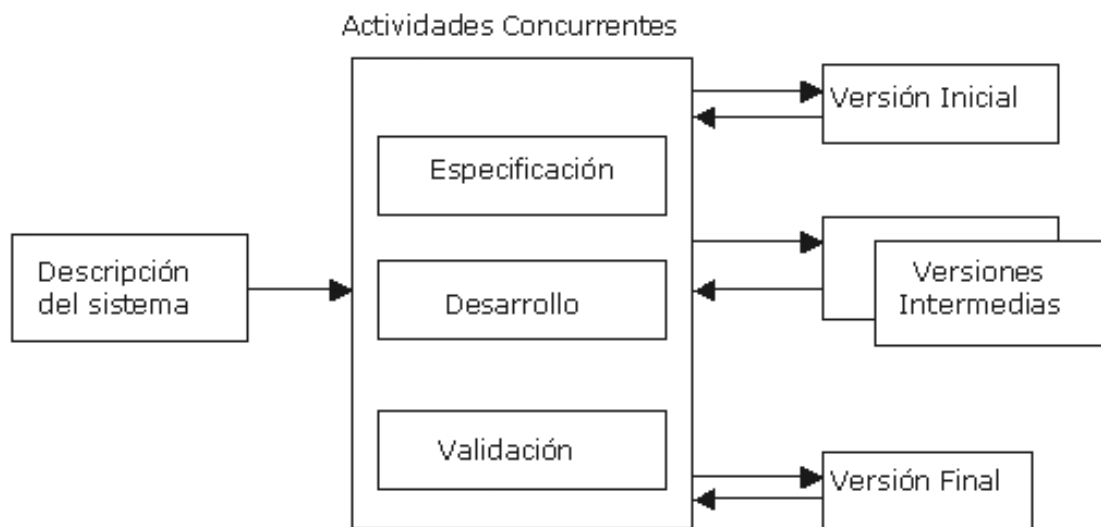 Actividades Concurrentes
Versión Inicial
Especificación
Descripción
del sistema
Desarrollo
Versiones
Intermedias
Validación
Versión Final